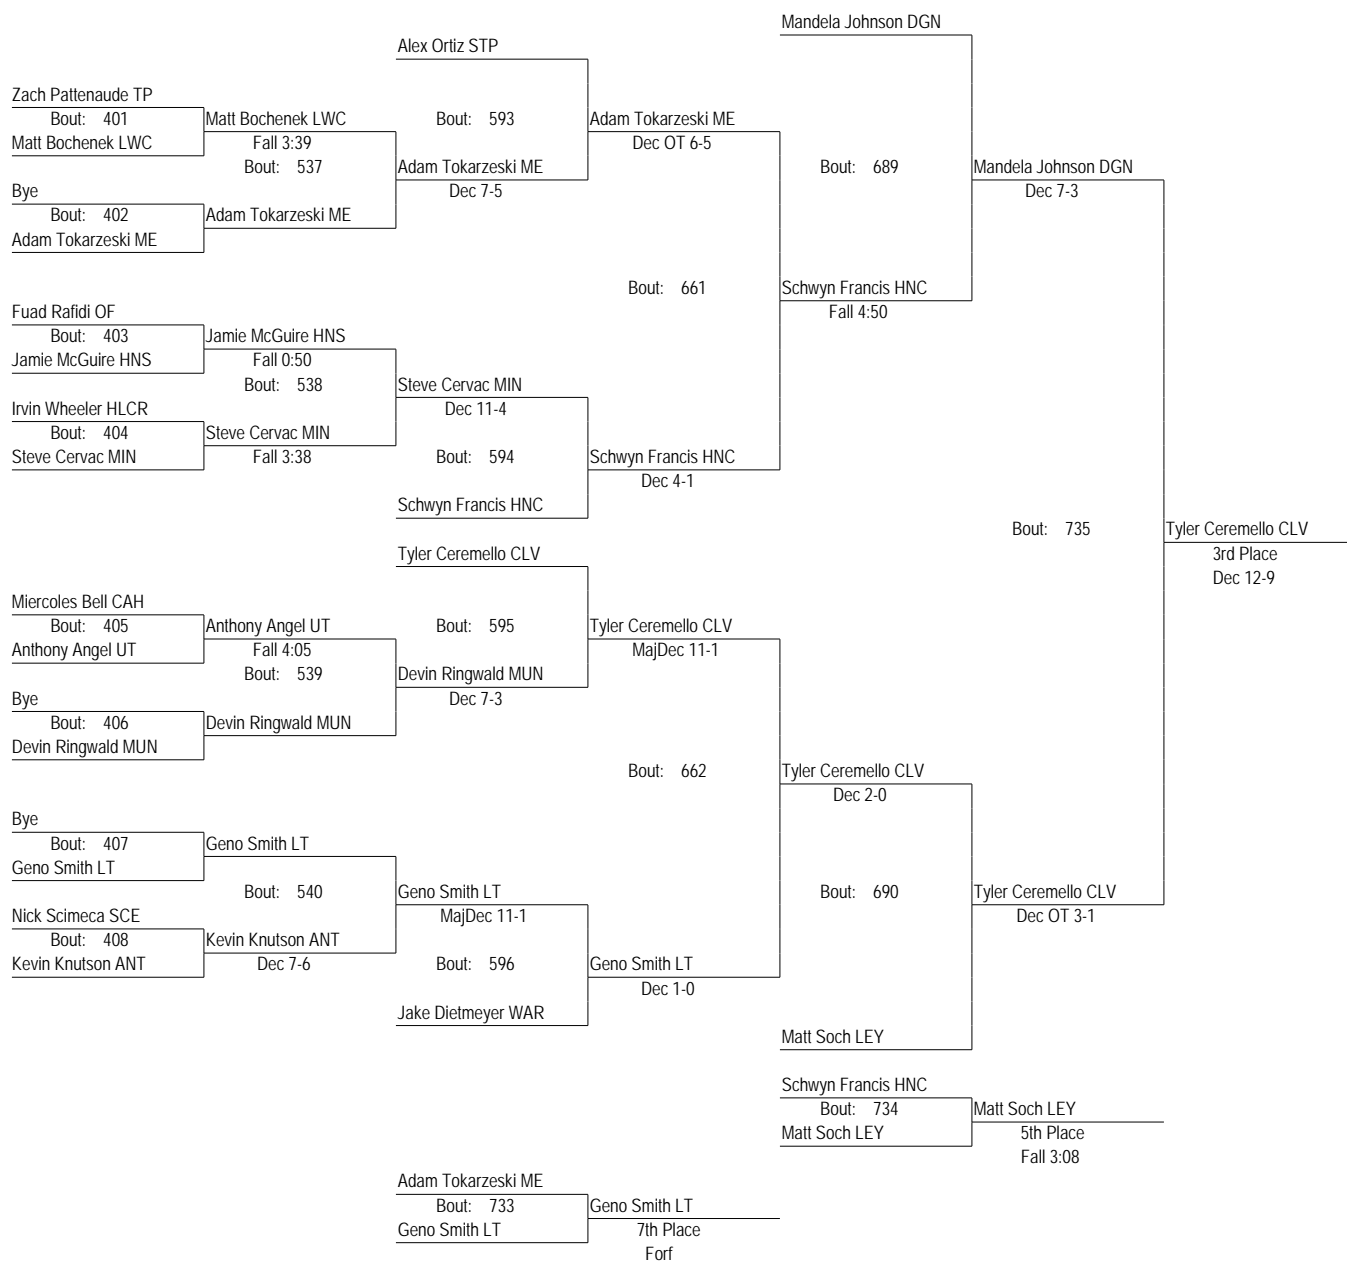 Mandela Johnson DGN
Alex Ortiz STP
Zach Pattenaude TP
Bout: 401
Matt Bochenek LWC
Bout: 593
Adam Tokarzeski ME
Matt Bochenek LWC
Fall 3:39
Dec OT 6-5
Bout: 537
Adam Tokarzeski ME
Bout: 689
Mandela Johnson DGN
Bye
Dec 7-5
Dec 7-3
Bout: 402
Adam Tokarzeski ME
Adam Tokarzeski ME
Bout: 661
Schwyn Francis HNC
Fuad Rafidi OF
Fall 4:50
Bout: 403
Jamie McGuire HNS
Jamie McGuire HNS
Fall 0:50
Bout: 538
Steve Cervac MIN
Irvin Wheeler HLCR
Dec 11-4
Bout: 404
Steve Cervac MIN
Steve Cervac MIN
Fall 3:38
Bout: 594
Schwyn Francis HNC
Dec 4-1
Schwyn Francis HNC
Bout: 735
Tyler Ceremello CLV
Tyler Ceremello CLV
3rd Place
Dec 12-9
Miercoles Bell CAH
Bout: 405
Anthony Angel UT
Bout: 595
Tyler Ceremello CLV
Anthony Angel UT
Fall 4:05
MajDec 11-1
Bout: 539
Devin Ringwald MUN
Bye
Dec 7-3
Bout: 406
Devin Ringwald MUN
Devin Ringwald MUN
Bout: 662
Tyler Ceremello CLV
Dec 2-0
Bye
Bout: 407
Geno Smith LT
Geno Smith LT
Bout: 540
Geno Smith LT
Bout: 690
Tyler Ceremello CLV
Nick Scimeca SCE
MajDec 11-1
Dec OT 3-1
Bout: 408
Kevin Knutson ANT
Kevin Knutson ANT
Dec 7-6
Bout: 596
Geno Smith LT
Dec 1-0
Jake Dietmeyer WAR
Matt Soch LEY
Schwyn Francis HNC
Bout: 734
Matt Soch LEY
Matt Soch LEY
5th Place
Fall 3:08
Adam Tokarzeski ME
Bout: 733
Geno Smith LT
Geno Smith LT
7th Place
Forf